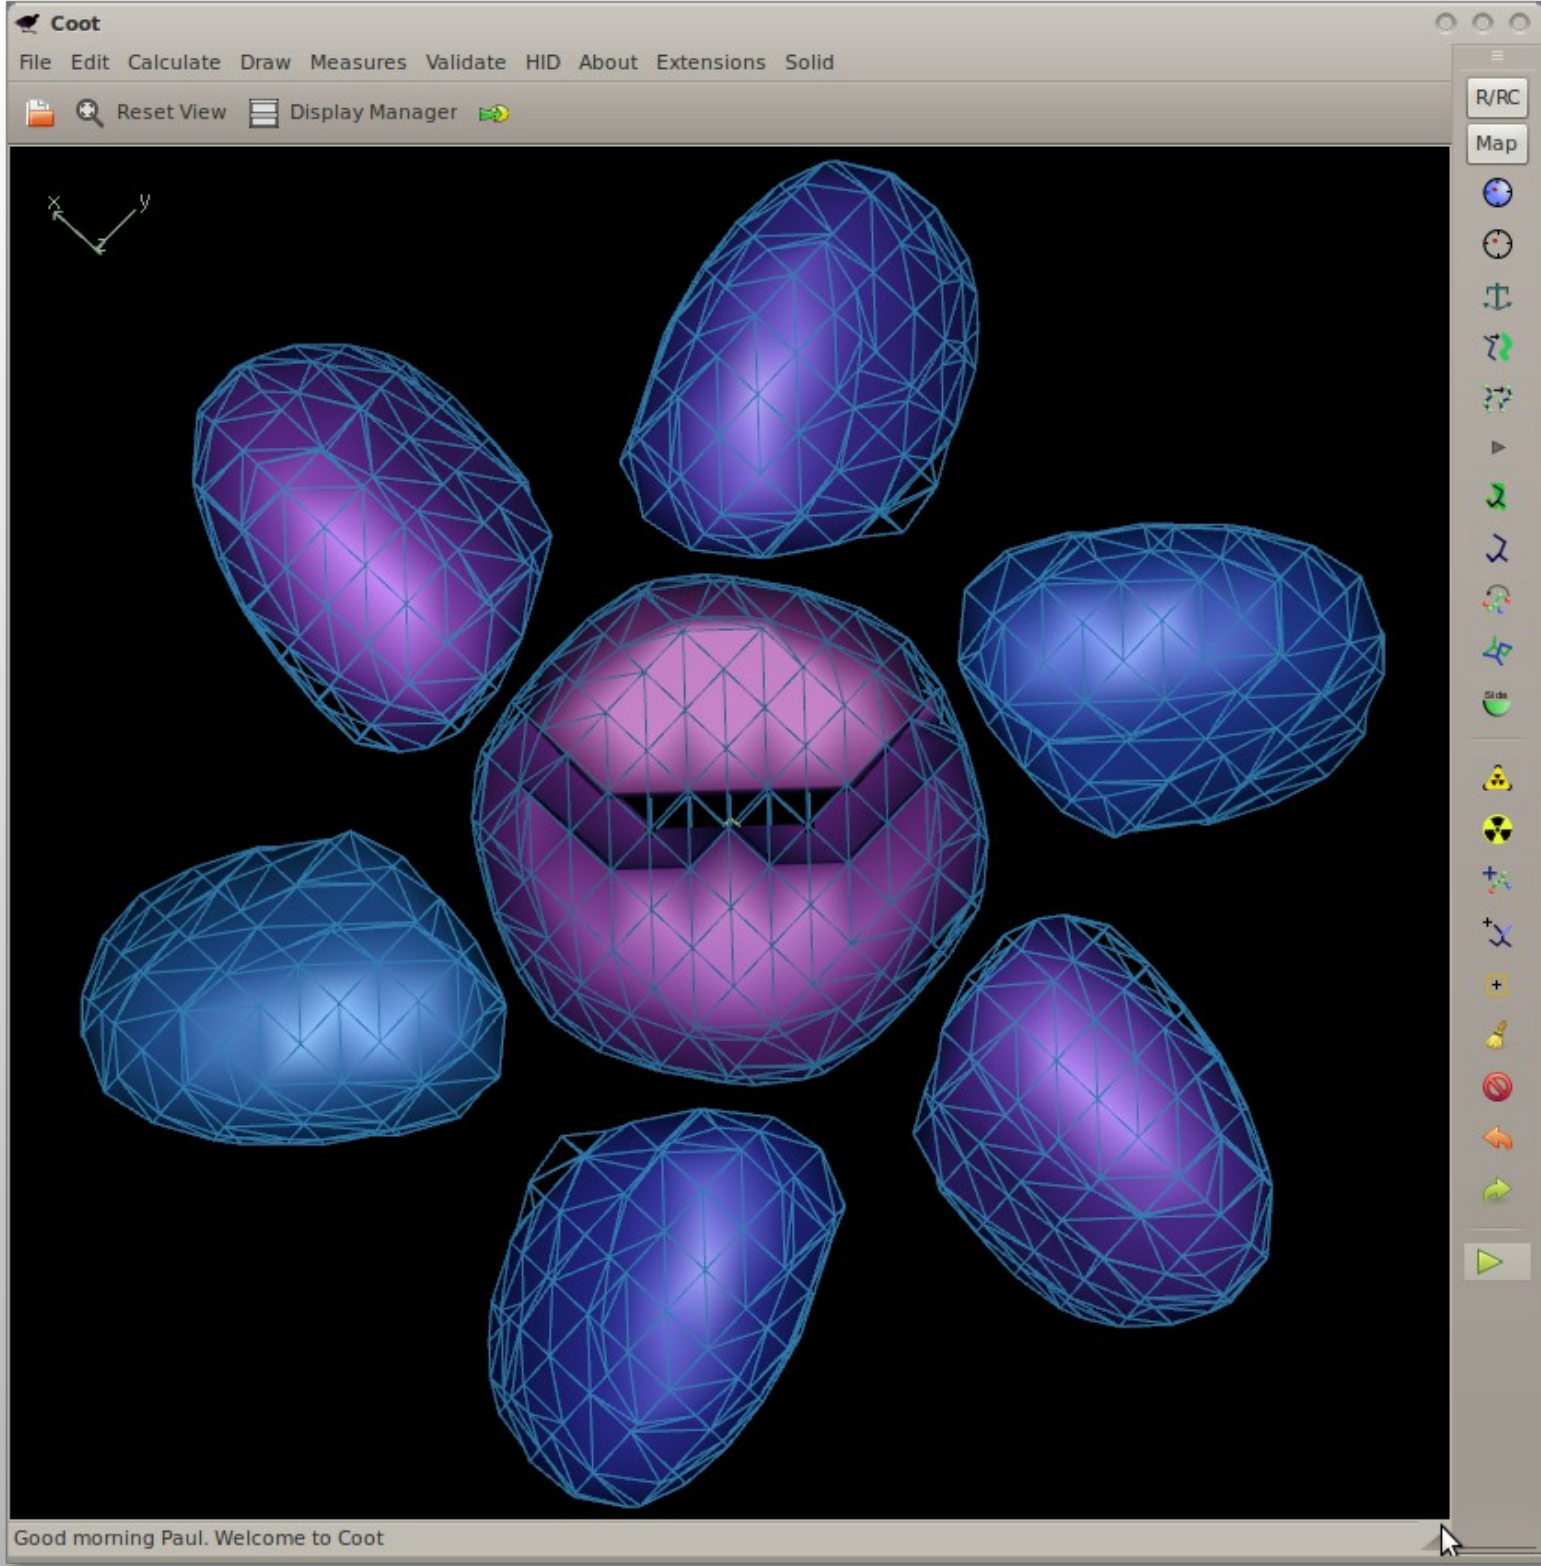 Coot
File Edit Calculate Draw Measures Validate HID About Extensions Solid
Reset View Display Manager
R/RC
Map
x y
z
Side
Good morning Paul. Welcome to Coot